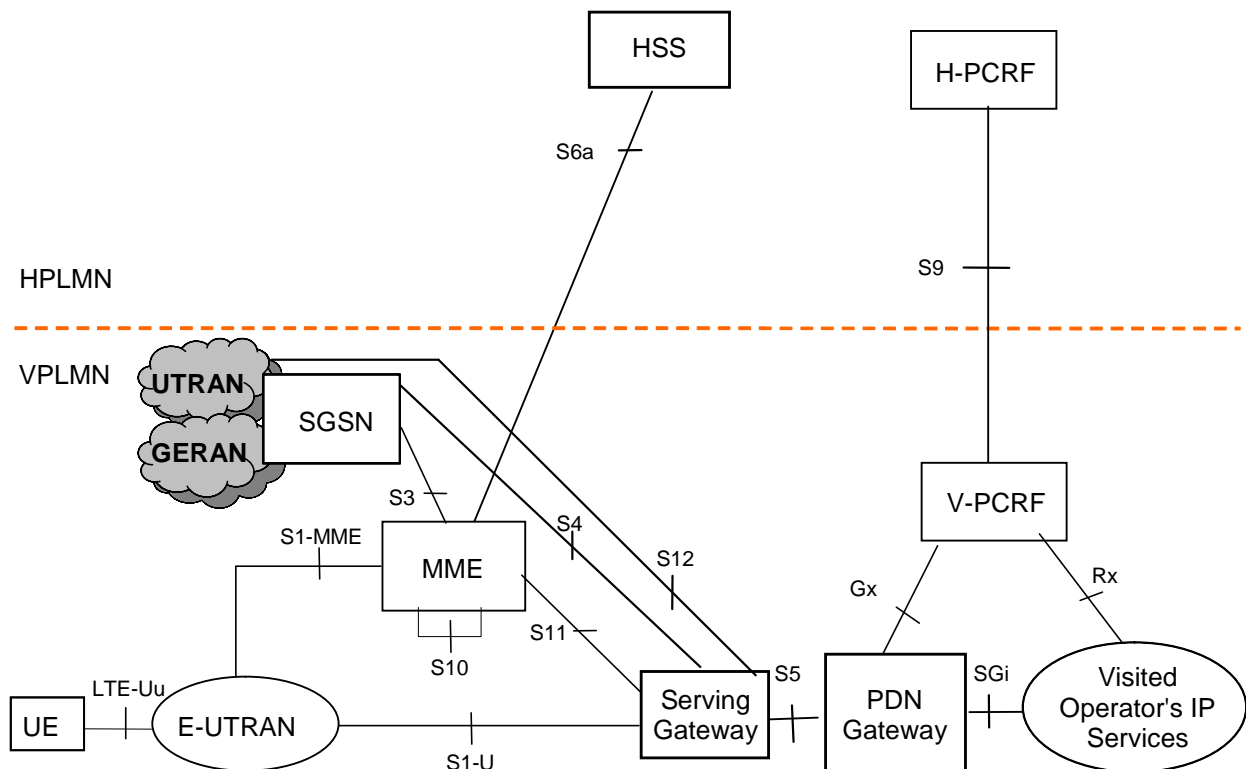 HSS
H-PCRF
S6a
S9
HPLMN
VPLMN
UTRAN
SGSN
GERAN
S3
S4
V-PCRF
S1-MME
S12
MME
Gx
Rx
S11
S10
S5
SGi
LTE-Uu
UE
E-UTRAN
Serving
Gateway
PDN
Gateway
Visited
Operator's IP
Services
S1-U